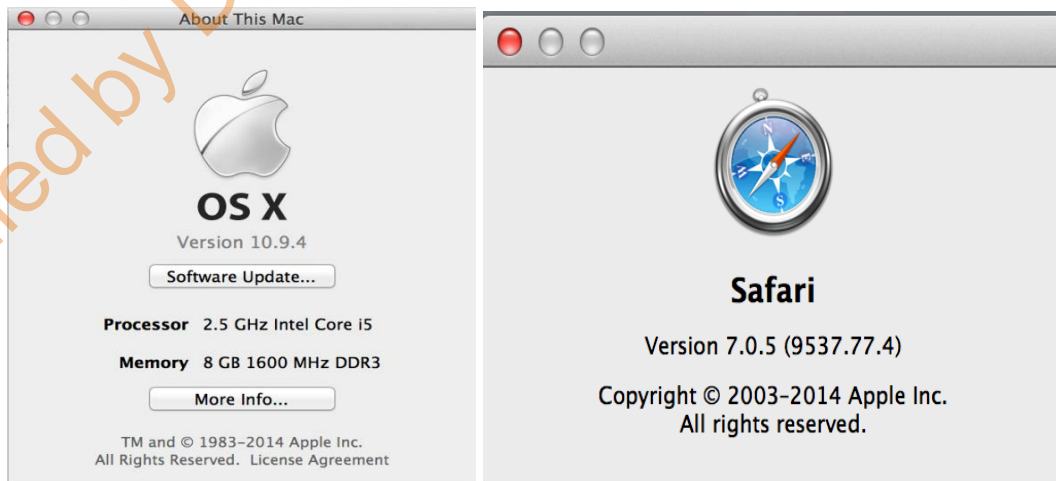 About This Mac
OS X
Version 10.9.4
Software Update...
Processor 2.5 GHz Intel Core i5
Memory 8 GB 1600 MHz DDR3
More Info...
TM and © 1983–2014 Apple Inc.
All Rights Reserved. License Agreement
N
E
S
W
Safari
Version 7.0.5 (9537.77.4)
Copyright © 2003–2014 Apple Inc.
All rights reserved.